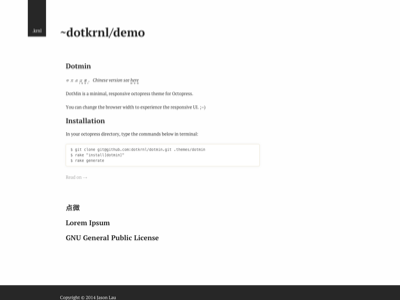 krnl
~dotkrnl/demo
Dotmin
Chinese version see here.
DotMin is a minimal, responsive octopress theme for Octopress.
You can change the browser width to experience the responsive UI. ;-)
Installation
In your octopress directory, type the commands below in terminal:
$ git clone git@github.com/dotkrnl/dotmin.git .themes/dotmin
$ rake "install[dotmin]"
$ rake generate
Read on →
点微
Lorem Ipsum
GNU General Public License
Copyright © 2014 Jason Lau